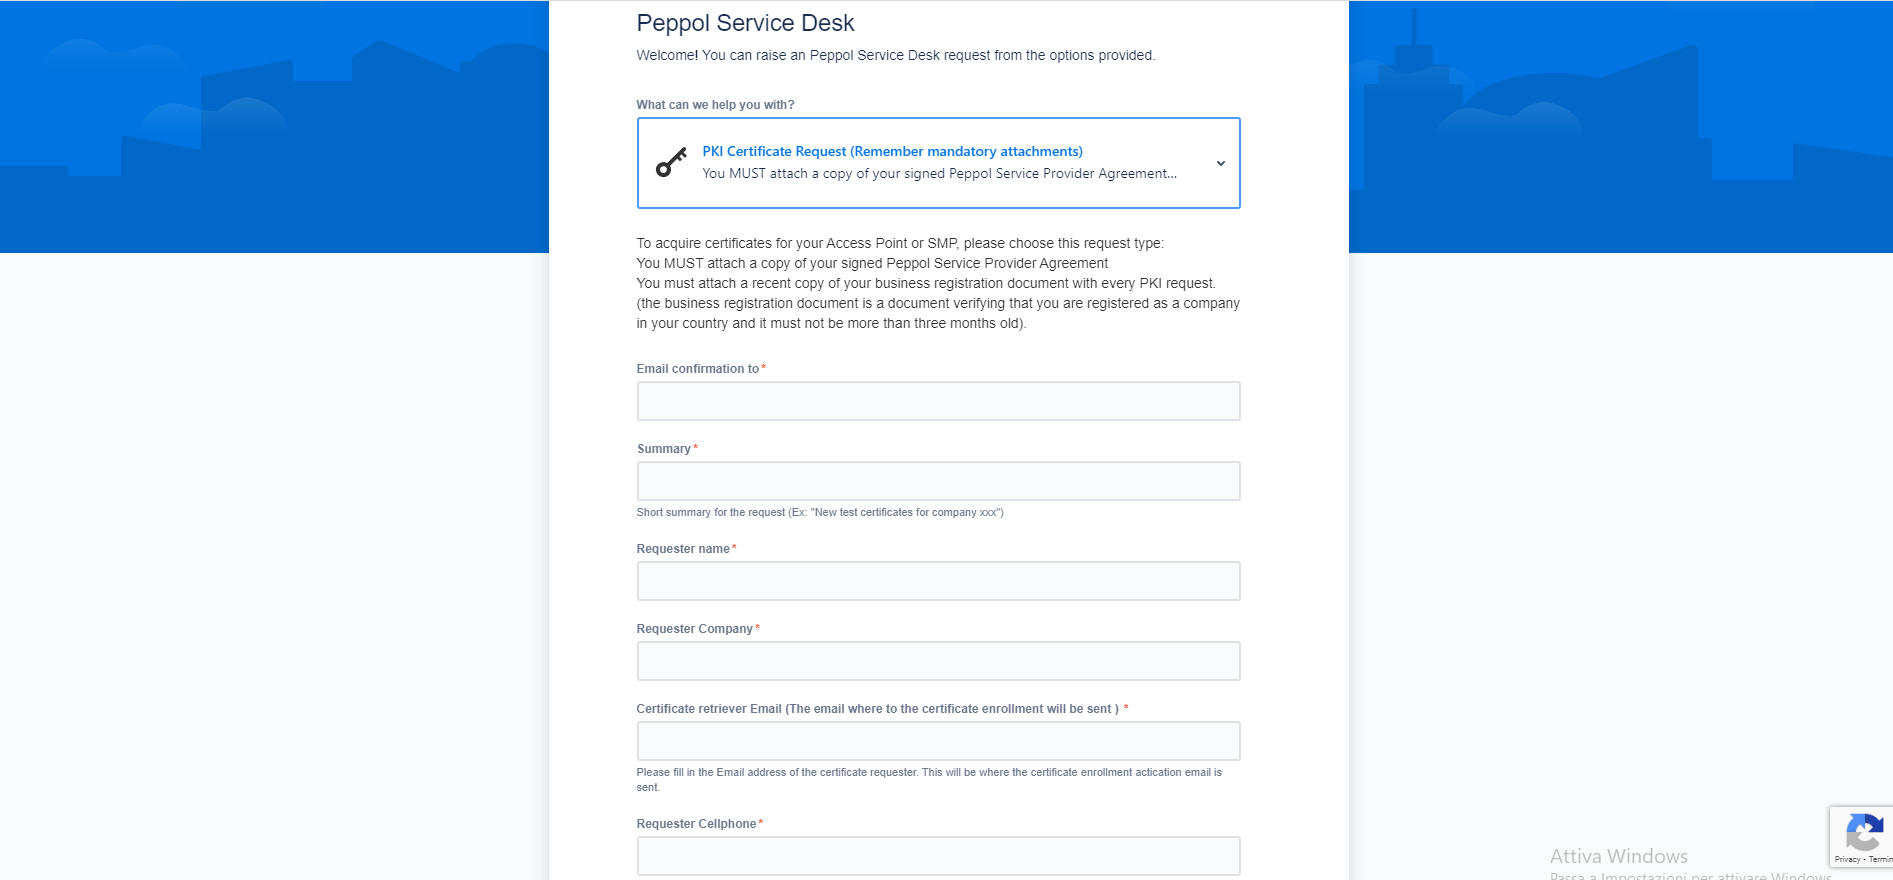 Peppol Service Desk
Welcome! You can raise an Peppol Service Desk request from the options provided.
What can we help you with?
PKI Certificate Request (Remember mandatory attachments)
You MUST attach a copy of your signed Peppol Service Provider Agreement...
To acquire certificates for your Access Point or SMP, please choose this request type:
You MUST attach a copy of your signed Peppol Service Provider Agreement
You must attach a recent copy of your business registration document with every PKI request.
(the business registration document is a document verifying that you are registered as a company
in your country and it must not be more than three months old).
Email confirmation to*
Summary*
Short summary for the request (Ex: "New test certificates for company xxx")
Requester name*
Requester Company*
Certificate retriever Email (The email where to the certificate enrollment will be sent ) *
Please fill in the Email address of the certificate requester. This will be where the certificate enrollment actication email is
sent.
Requester Cellphone*
Privacy - Termin
Attiva Windows
Passa a Impostazioni per attivare Windows.